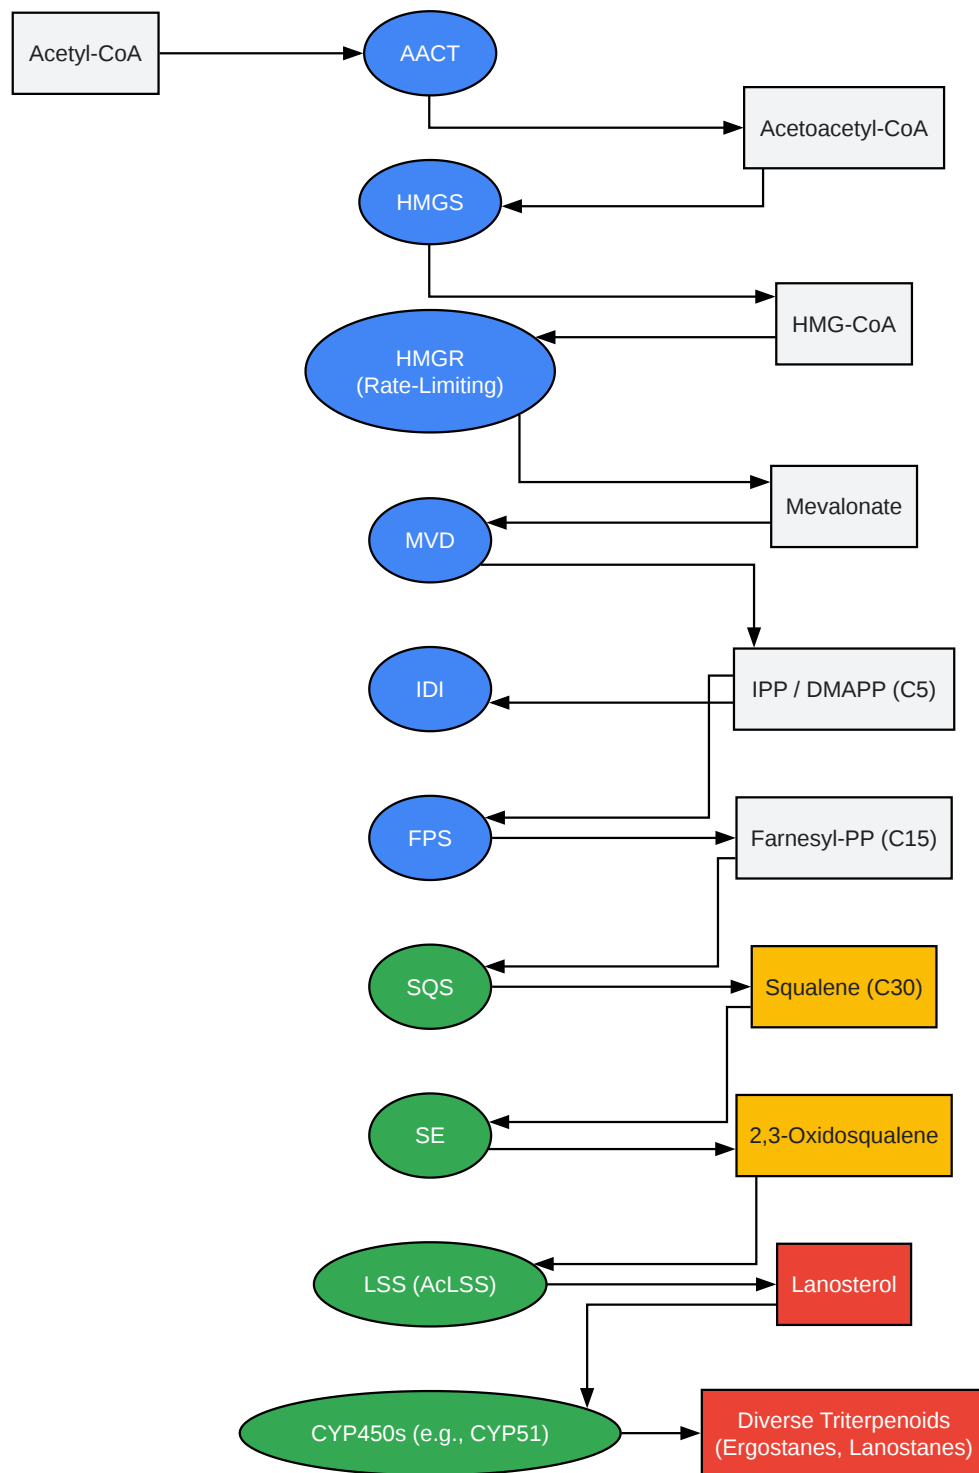 Acetyl-CoA
AACT
Acetoacetyl-CoA
HMGS
HMG-CoA
HMGR
(Rate-Limiting)
Mevalonate
MVD
IDI
IPP / DMAPP (C5)
FPS
Farnesyl-PP (C15)
SQS
Squalene (C30)
SE
2,3-Oxidosqualene
LSS (AcLSS)
Lanosterol
CYP450s (e.g., CYP51)
Diverse Triterpenoids
(Ergostanes, Lanostanes)